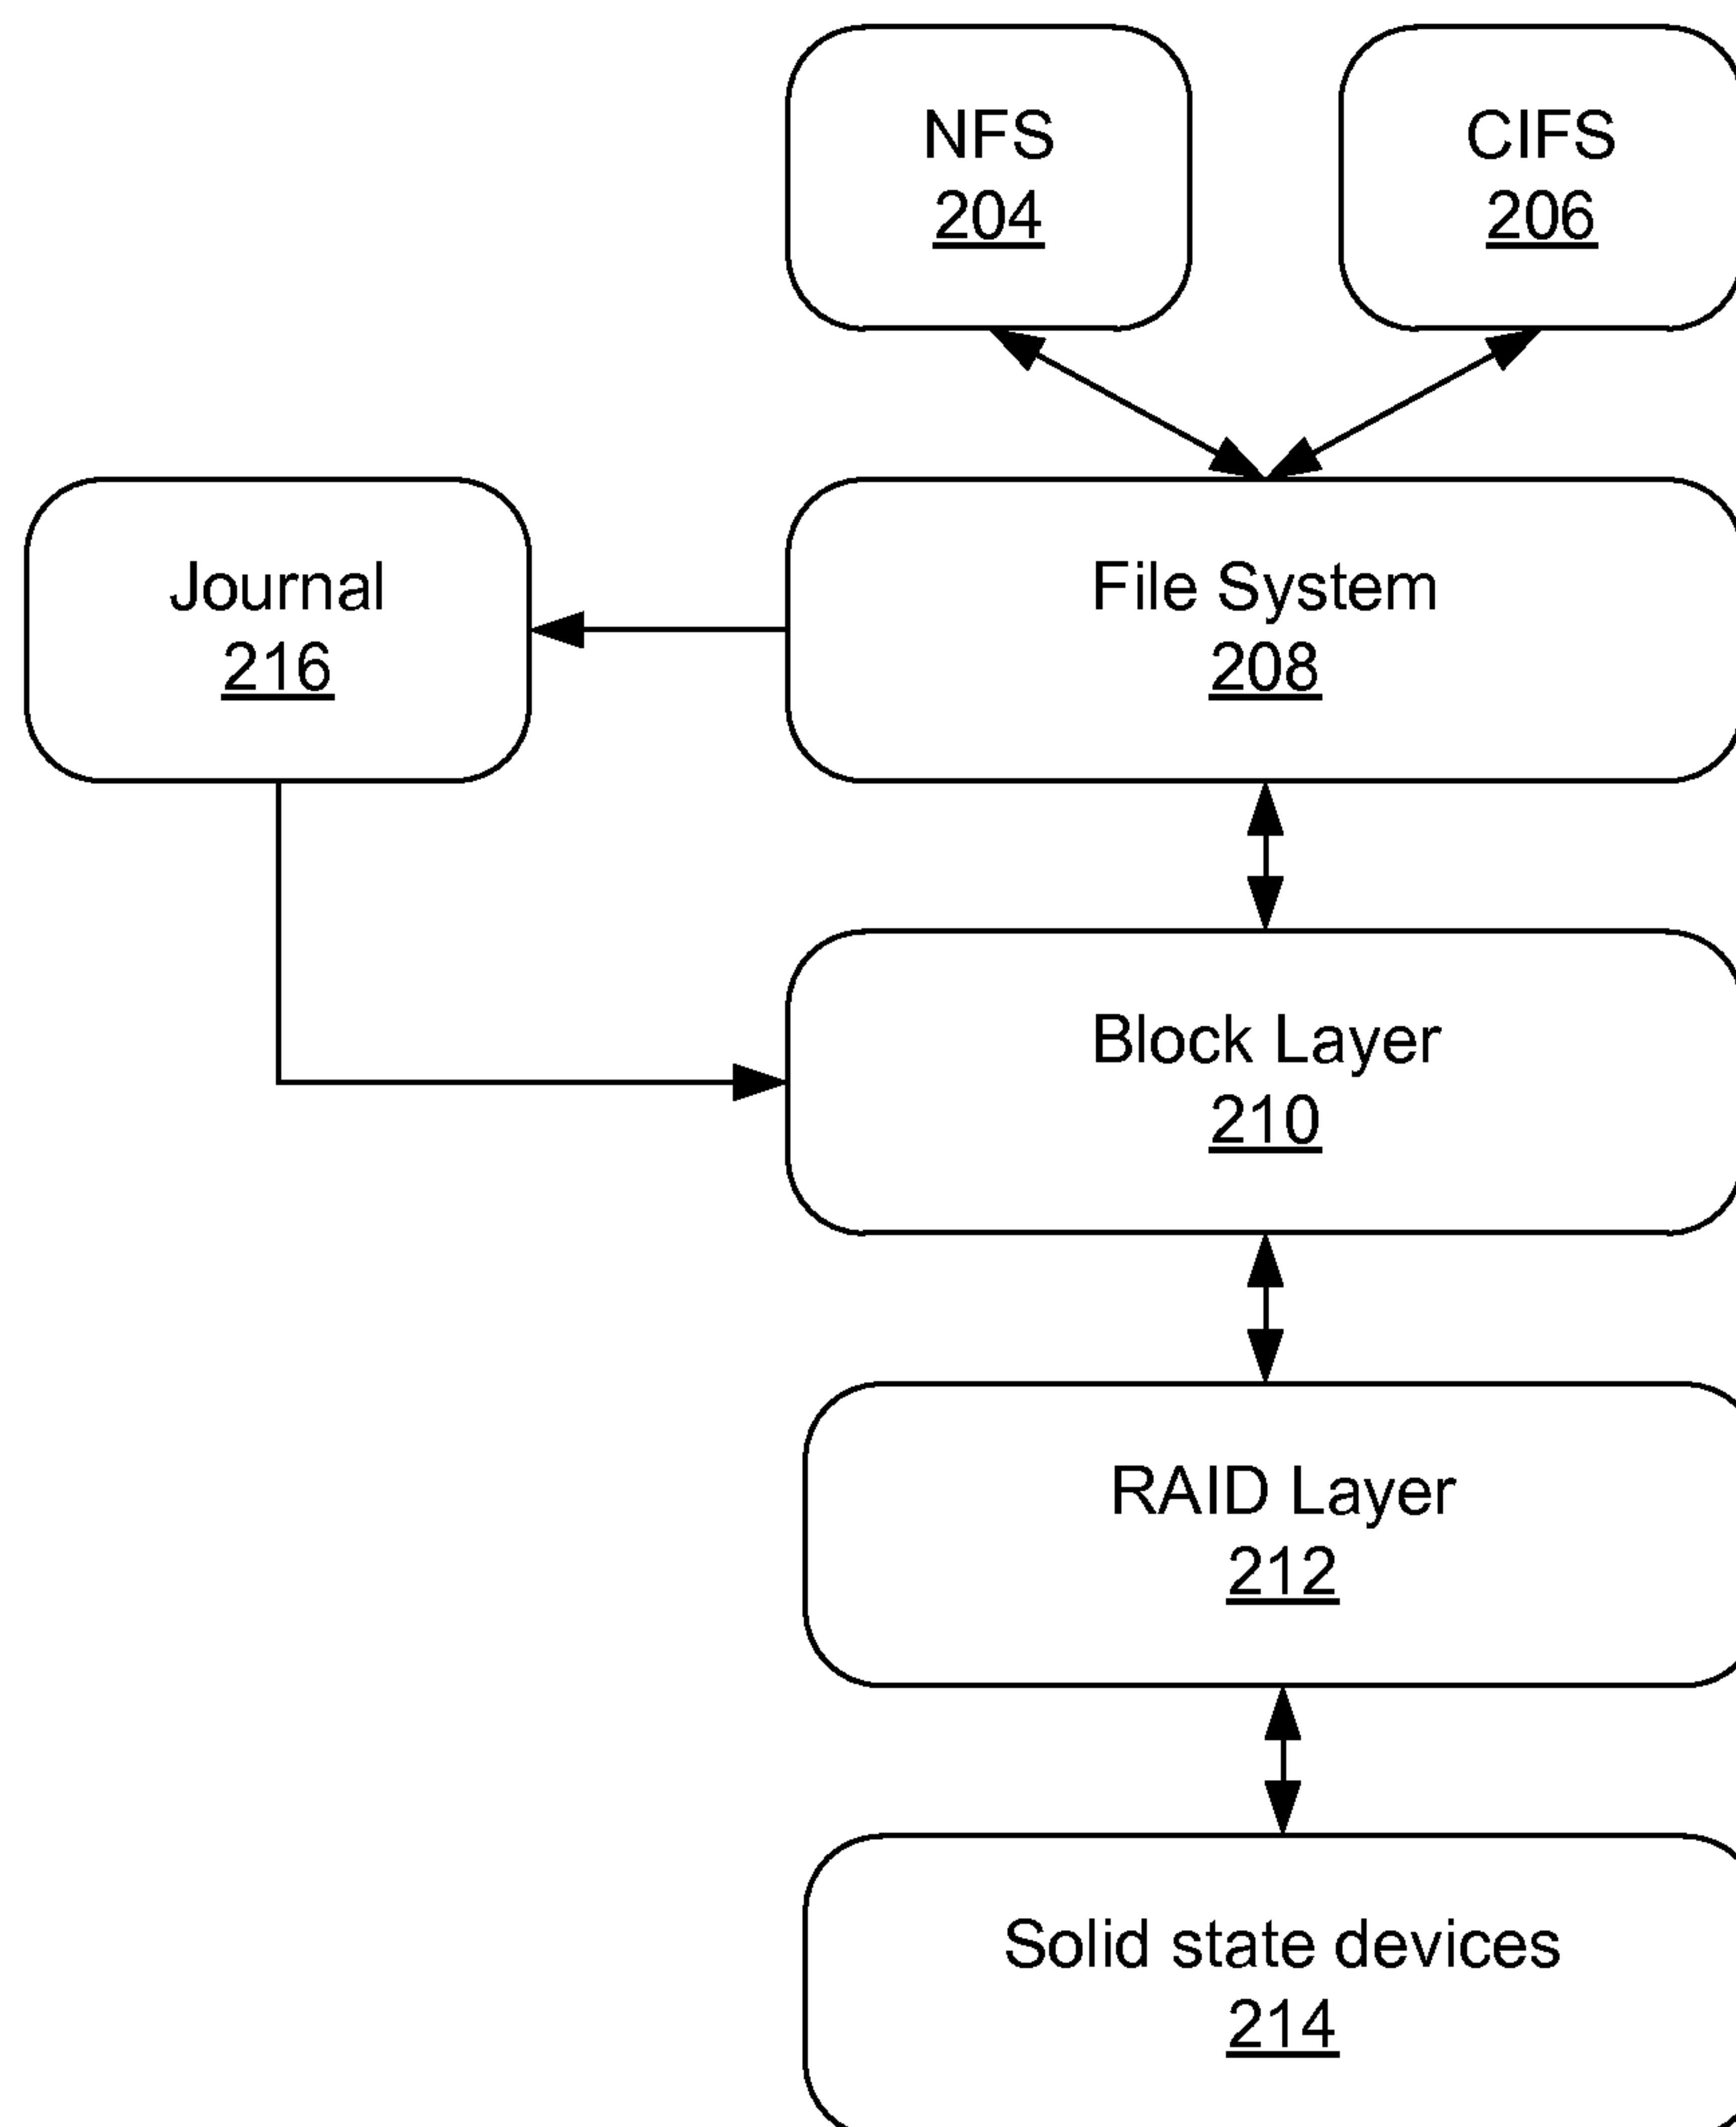 NFS
204
CIFS
206
Journal
216
File System
208
Block Layer
210
RAID Layer
212
Solid state devices
214